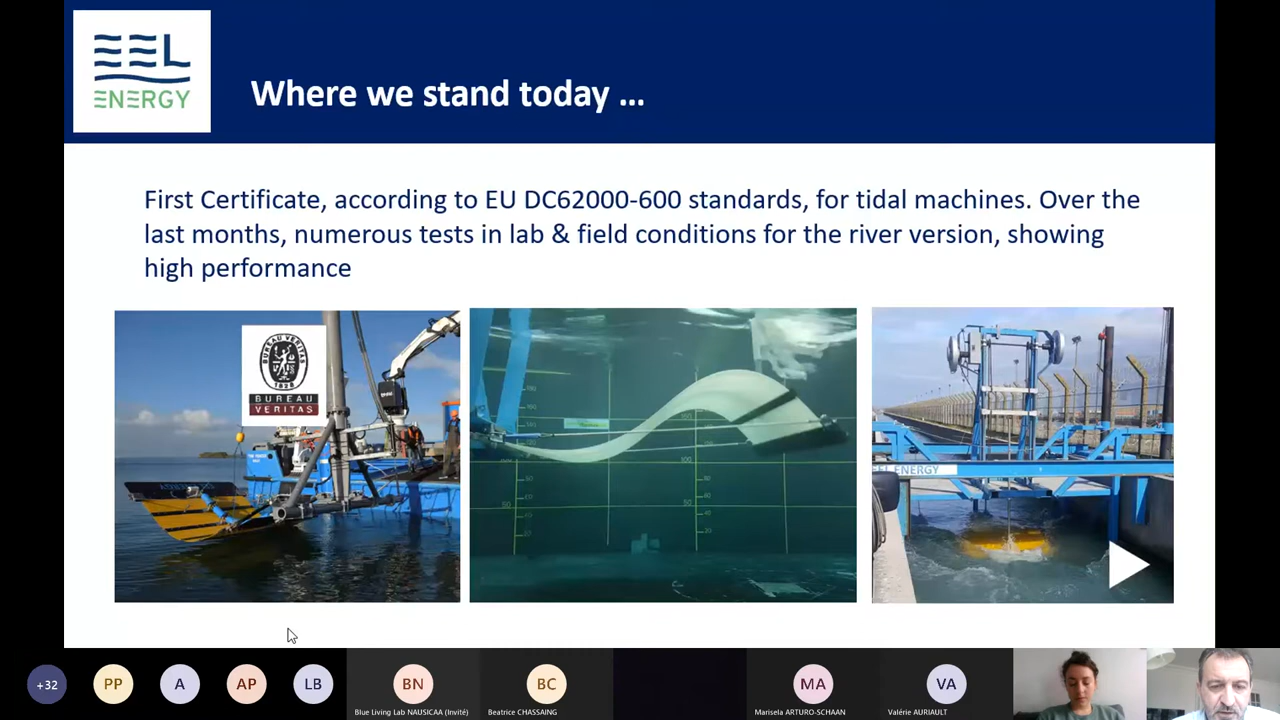 EEL
ENERGY
Where we stand today ...
First Certificate, according to EU DC62000-600 standards, for tidal machines. Over the
last months, numerous tests in lab & field conditions for the river version, showing
high performance
BUREAU VERITAS
1828
BUREAU
VERITAS
EEL ENERGY
+32
PP
A
AP
LB
BN
BC
MA
VA
Blue Living Lab NAUSICAA (Invité)
Beatrice CHASSAING
Marisela ARTURO-SCHAAN
Valérie AURIAULT